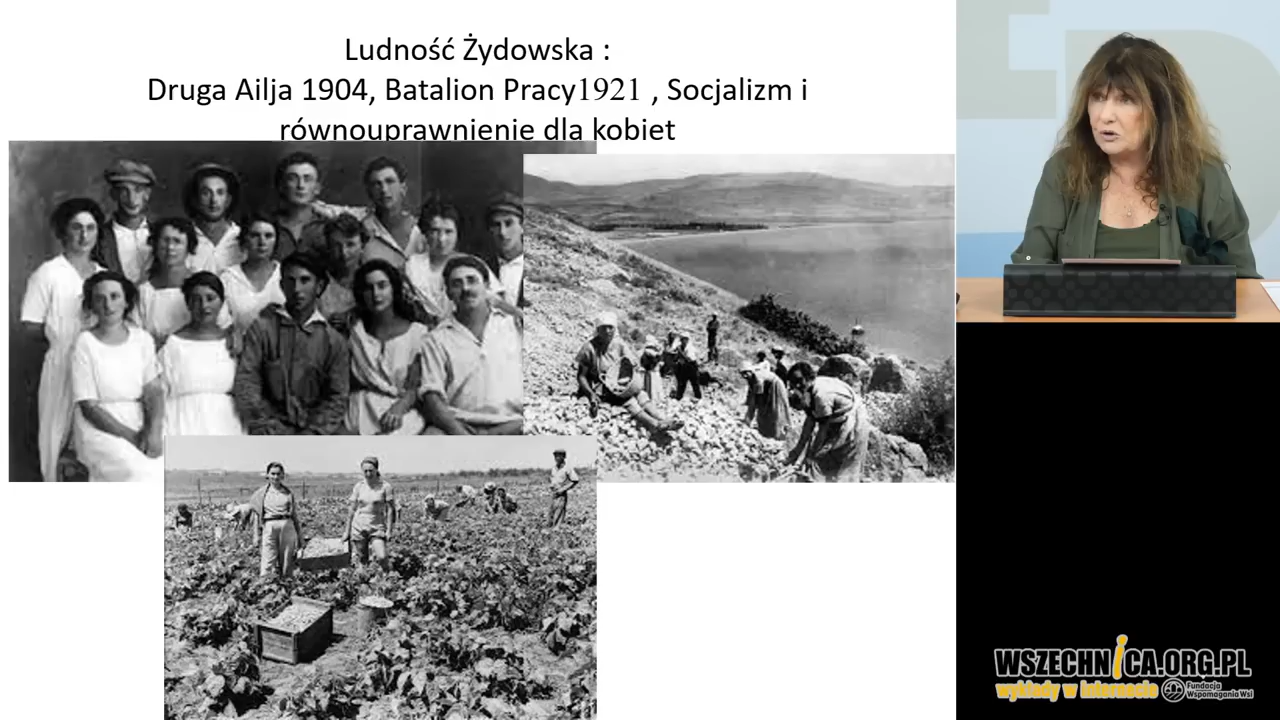 Ludność Żydowska :
Druga Ailja 1904, Batalion Pracy1921 , Socjalizm i
równouprawnienie dla kobiet
WSZECHNICA.ORG.PL
wykłady w internecie
Fundacja
Wspomagania Wsi